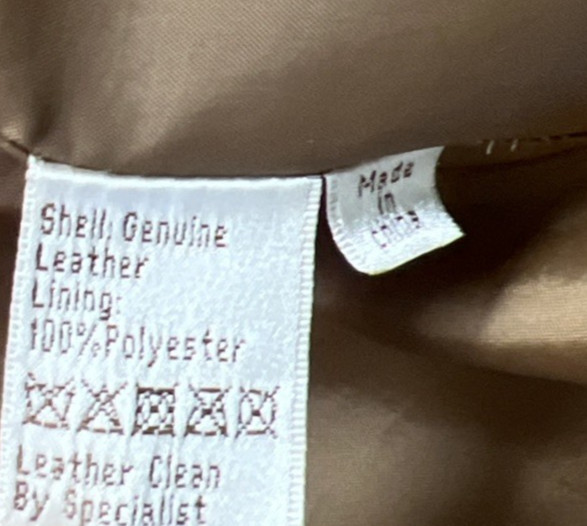 Shell: Genuine
Leather
Lining:
100%Polyester
Leather Clean
By Specialist
Made
in
China